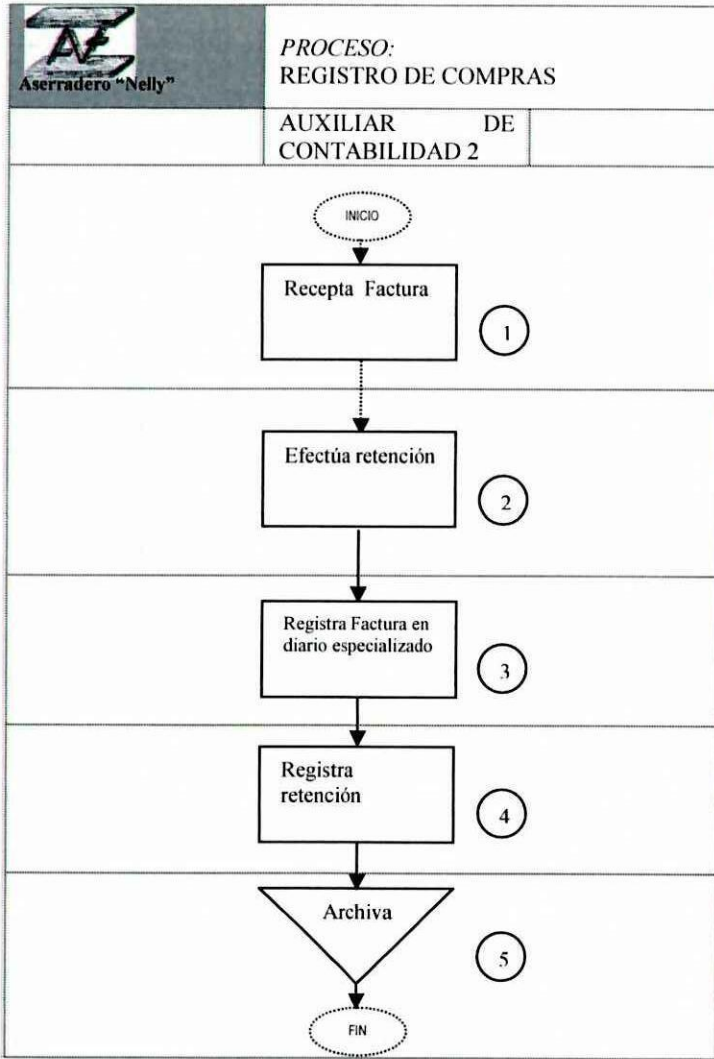 Aserradero "Nelly"
PROCESO:
REGISTRO DE COMPRAS
AUXILIAR DE
CONTABILIDAD 2
INICIO
Recepta Factura
1
Efectúa retención
2
Registra Factura en
diario especializado
3
Registra
retención
4
Archiva
5
FIN